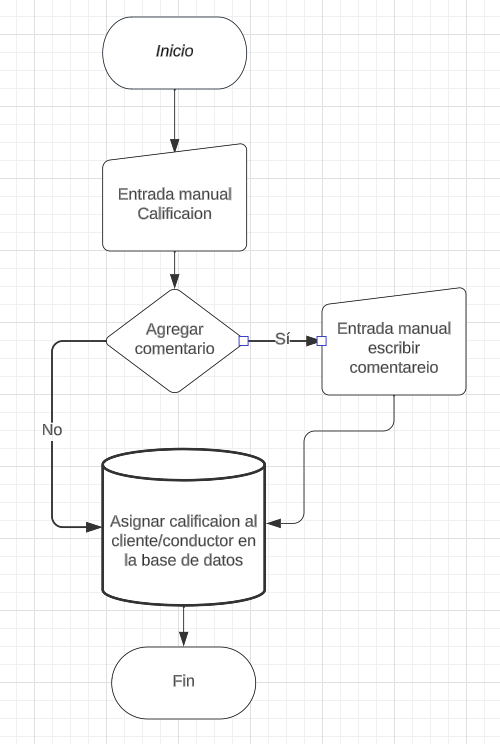 Inicio
Entrada manual
Calificaion
Agregar
comentario
Sí
Entrada manual
escribir
comentareio
No
Asignar calificaion al
cliente/conductor en
la base de datos
Fin